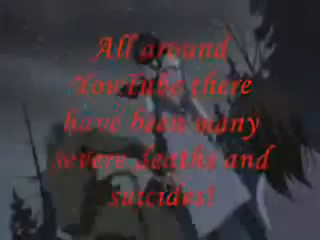 All around
YouTube there
have been many
severe deaths and
suicides!